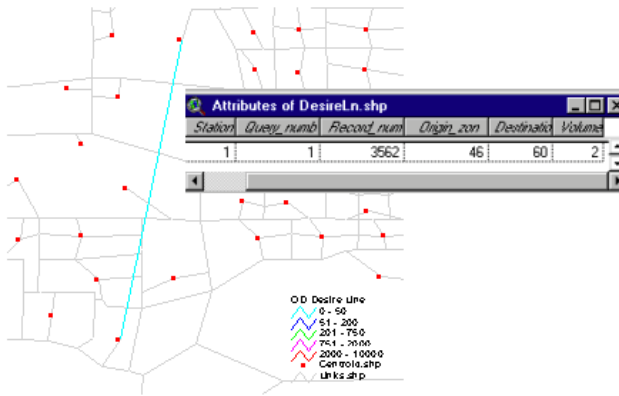 Attributes of DesireLn.shp
Station Query_numb Record_num Origin_zon Destinatio Volume
1 1 3562 46 60 2
OD Desire Line
0 - 50
51 - 200
201 - 750
751 - 2000
2000 - 10000
Centroid.shp
Links.shp